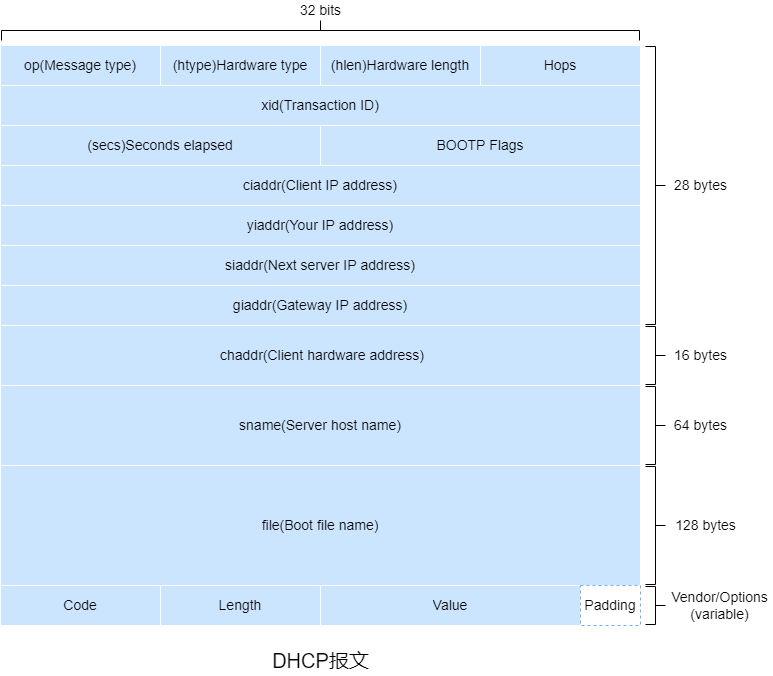 32 bits
op(Message type) (htype)Hardware type (hlen)Hardware length Hops
xid(Transaction ID)
(secs)Seconds elapsed BOOTP Flags
ciaddr(Client IP address)
28 bytes
yiaddr(Your IP address)
siaddr(Next server IP address)
giaddr(Gateway IP address)
chaddr(Client hardware address)
16 bytes
sname(Server host name)
64 bytes
file(Boot file name)
128 bytes
Code Length Value Padding
Vendor/Options
(variable)
DHCP报文